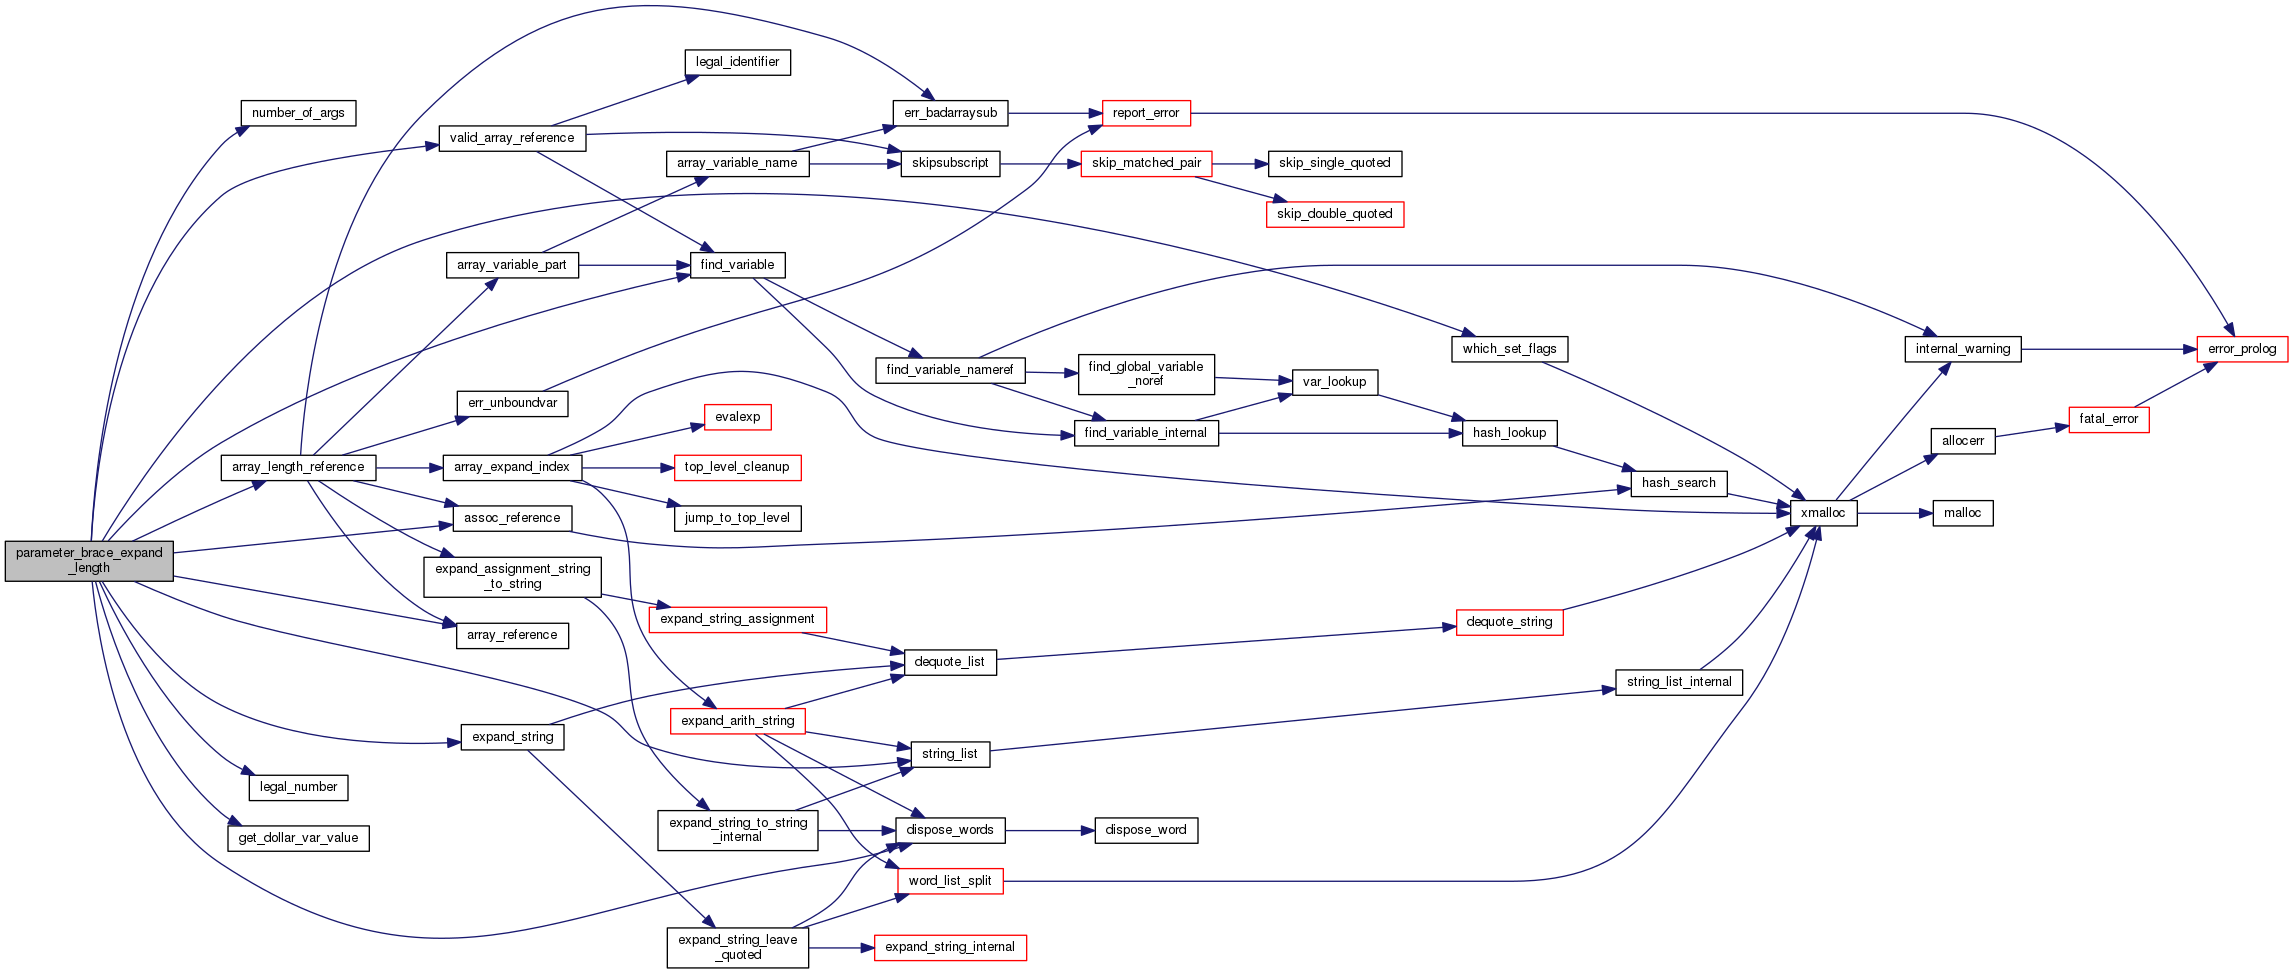 legal_identifier
number_of_args
err_badarraysub
report_error
valid_array_reference
array_variable_name
skipsubscript
skip_matched_pair
skip_single_quoted
skip_double_quoted
array_variable_part
find_variable
which_set_flags
internal_warning
error_prolog
find_variable_nameref
find_global_variable
_noref
var_lookup
err_unboundvar
evalexp
find_variable_internal
hash_lookup
fatal_error
allocerr
array_length_reference
array_expand_index
top_level_cleanup
hash_search
assoc_reference
jump_to_top_level
xmalloc
malloc
parameter_brace_expand
_length
expand_assignment_string
_to_string
expand_string_assignment
dequote_string
array_reference
dequote_list
string_list_internal
expand_arith_string
expand_string
string_list
legal_number
get_dollar_var_value
expand_string_to_string
_internal
dispose_words
dispose_word
word_list_split
expand_string_leave
_quoted
expand_string_internal